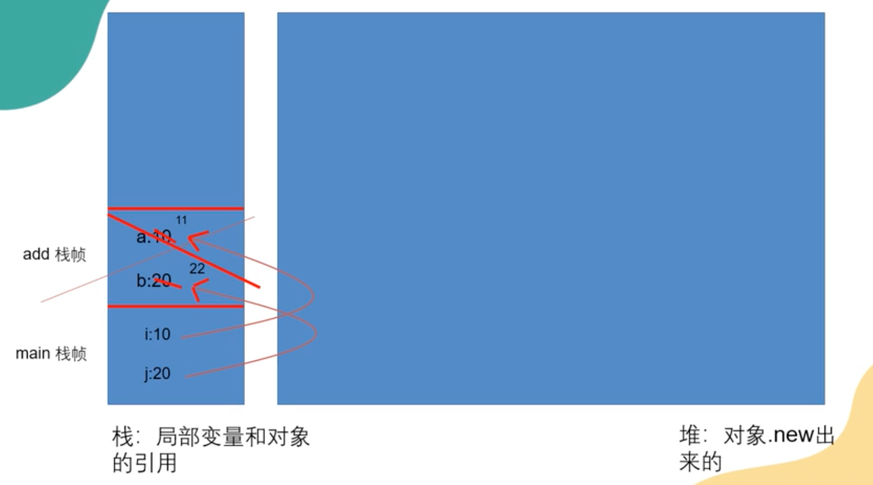 11
a:10
add 栈帧
22
b:20
i:10
main 栈帧
j:20
栈：局部变量和对象
的引用
堆：对象.new出
来的